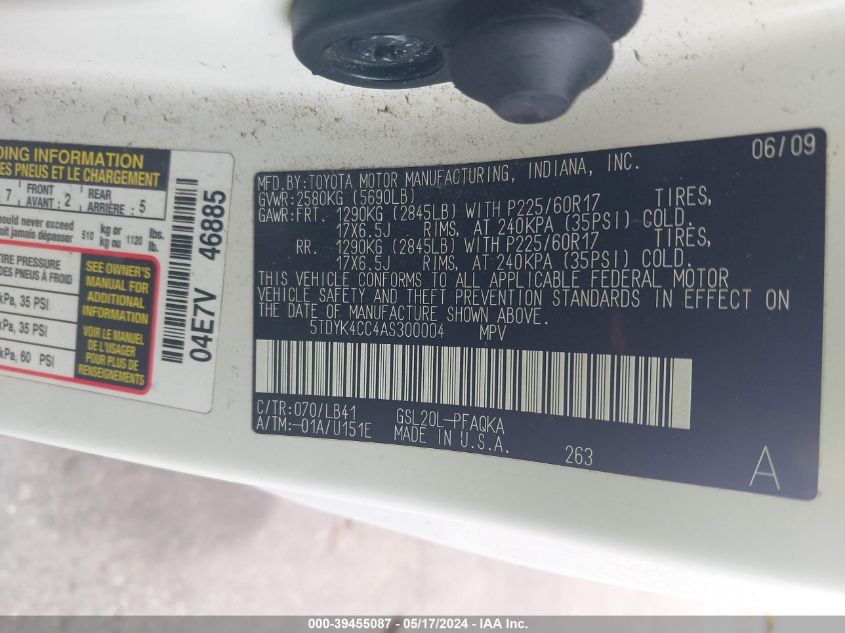 DING INFORMATION
DES PNEUS ET LE CHARGEMENT
7 FRONT AVANT : 2 REAR ARRIÈRE : 5
should never exceed 510 kg or 1120 lbs.
doit jamais dépasser kg ou lb.
TIRE PRESSURE
DES PNEUS À FROID
kPa, 35 PSI
kPa, 35 PSI
kPa, 60 PSI
SEE OWNER'S
MANUAL FOR
ADDITIONAL
INFORMATION
VOIR LE MANUEL
DE L'USAGER
POUR PLUS DE
RENSEIGNEMENTS
04E7V 46885
06/09
MFD.BY:TOYOTA MOTOR MANUFACTURING, INDIANA, INC.
GVWR:2580KG (5690LB)
GAWR:FRT. 1290KG (2845LB) WITH P225/60R17 TIRES,
17X6.5J RIMS, AT 240KPA (35PSI) COLD.
RR. 1290KG (2845LB) WITH P225/60R17 TIRES,
17X6.5J RIMS, AT 240KPA (35PSI) COLD.
THIS VEHICLE CONFORMS TO ALL APPLICABLE FEDERAL MOTOR
VEHICLE SAFETY AND THEFT PREVENTION STANDARDS IN EFFECT ON
THE DATE OF MANUFACTURE SHOWN ABOVE.
5TDYK4CC4AS300004 MPV
C/TR:070/LB41 GSL20L-PFAQKA
A/TM:-01A/U151E MADE IN U.S.A.
263
A
000-39455087 - 05/17/2024 - IAA Inc.